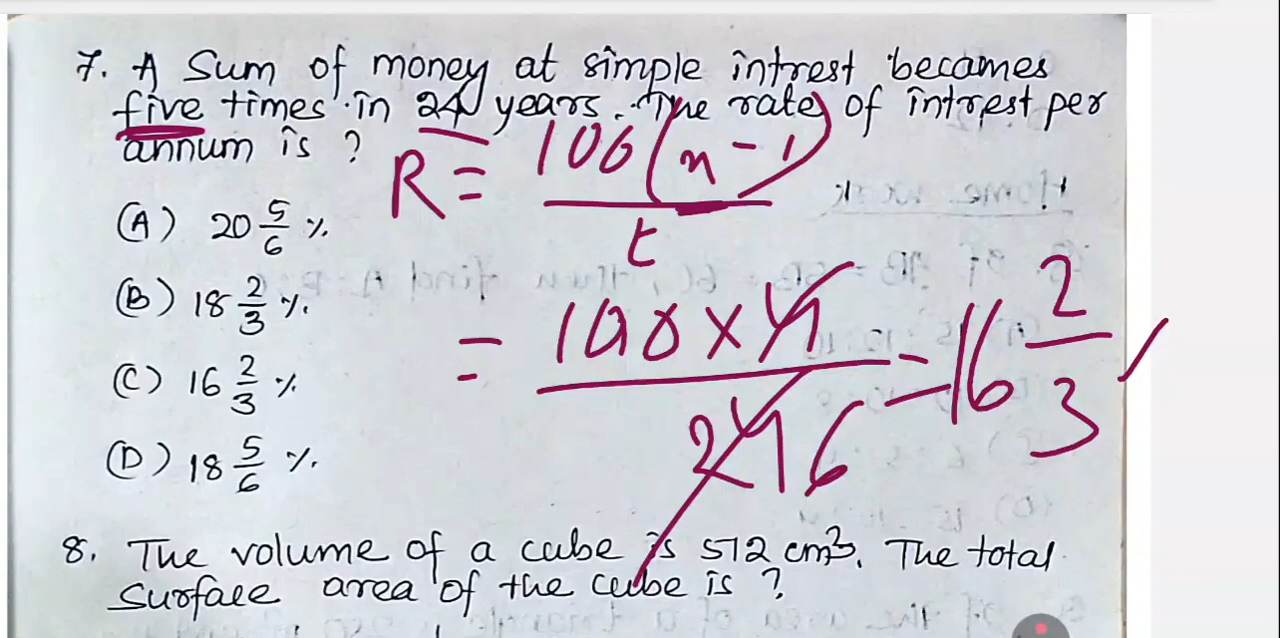 7. A Sum of money at simple intrest becames
five times in 24 years. The rate of intrest per
annum is ?
R = 100(n-1)
t
(A) 20 5/6 %
(B) 18 2/3 %
= 100 x 4
24 6
= 16 2/3
(C) 16 2/3 %
(D) 18 5/6 %
8. The volume of a cube is 512 cm3. The total
surface area of the cube is ?